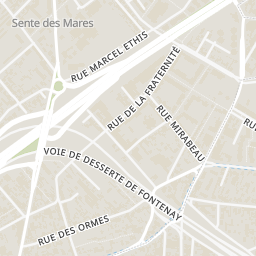 Sente des Mares
RUE MARCEL ETHIS
RUE DE LA FRATERNITÉ
RUE MIRABEAU
RUE
VOIE DE DESSERTE DE FONTENAY
RUE DES ORMES